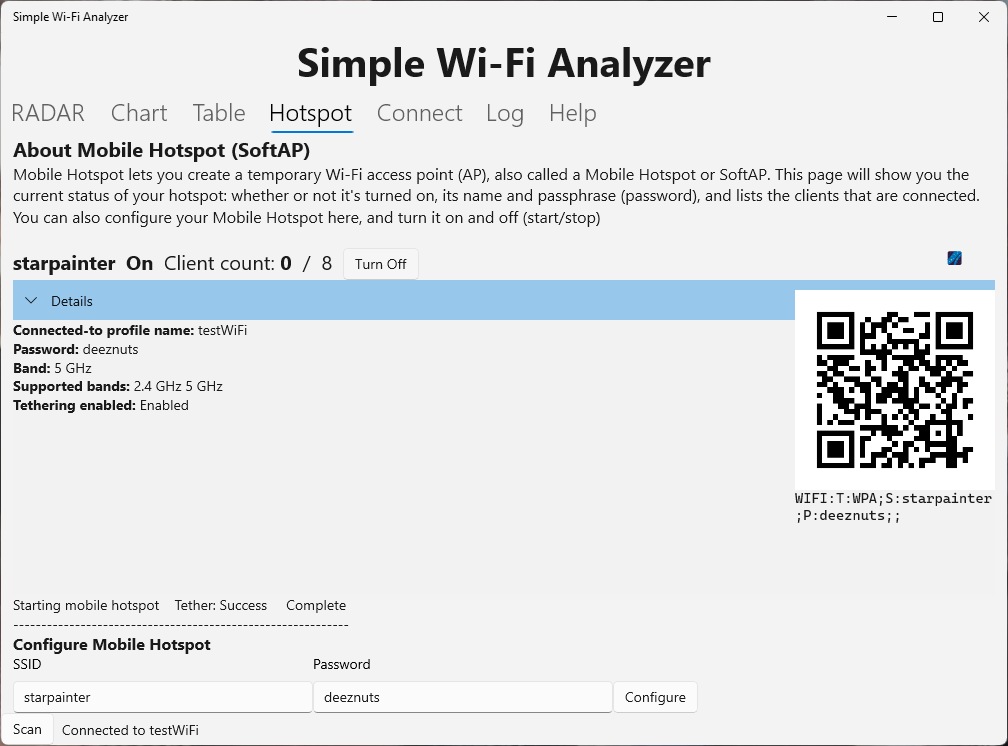 Simple Wi-Fi Analyzer
Simple Wi-Fi Analyzer
RADAR Chart Table Hotspot Connect Log Help
About Mobile Hotspot (SoftAP)
Mobile Hotspot lets you create a temporary Wi-Fi access point (AP), also called a Mobile Hotspot or SoftAP. This page will show you the
current status of your hotspot: whether or not it's turned on, its name and passphrase (password), and lists the clients that are connected.
You can also configure your Mobile Hotspot here, and turn it on and off (start/stop)
starpainter On Client count: 0 / 8 Turn Off
Details
Connected-to profile name: testWiFi
Password: deeznuts
Band: 5 GHz
Supported bands: 2.4 GHz 5 GHz
Tethering enabled: Enabled
WIFI:T:WPA;S:starpainter
;P:deeznuts;;
Starting mobile hotspot Tether: Success Complete
------------------------------------------------------------
Configure Mobile Hotspot
SSID Password
starpainter deeznuts Configure
Scan Connected to testWiFi